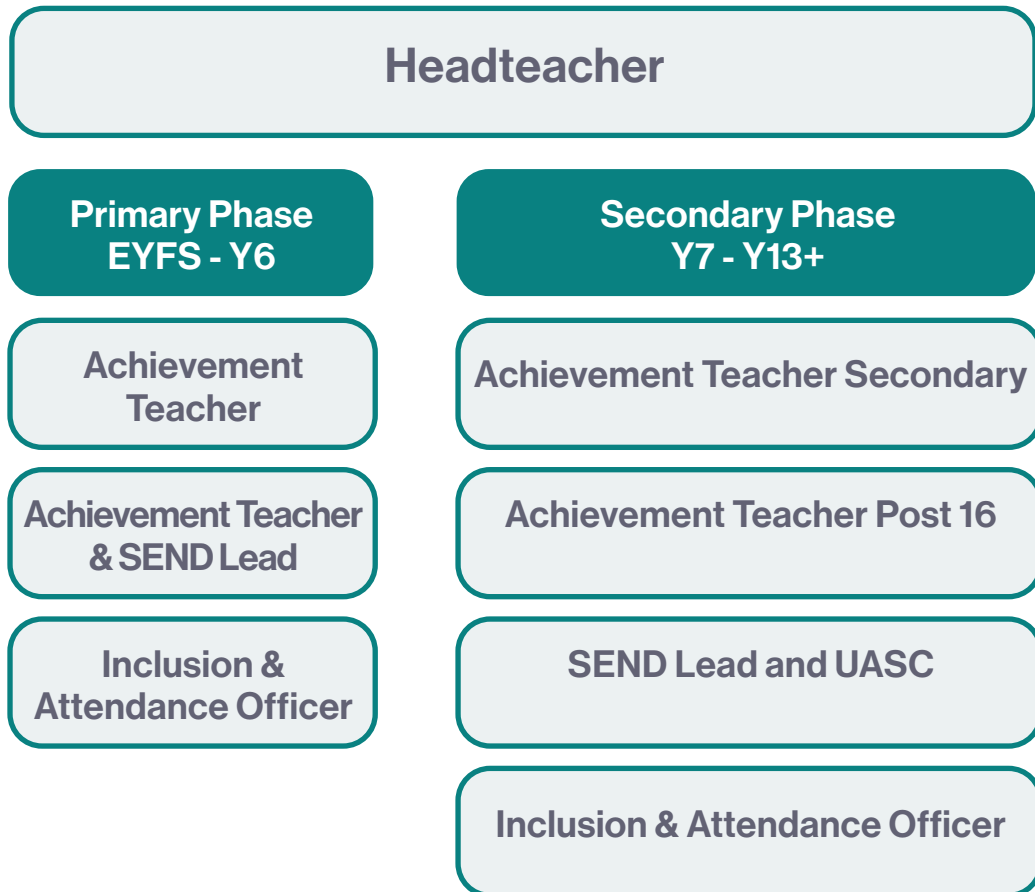 Headteacher
Primary Phase
EYFS - Y6
Achievement
Teacher
Achievement Teacher
& SEND Lead
Inclusion &
Attendance Officer
Secondary Phase
Y7 - Y13+
Achievement Teacher Secondary
Achievement Teacher Post 16
SEND Lead and UASC
Inclusion & Attendance Officer